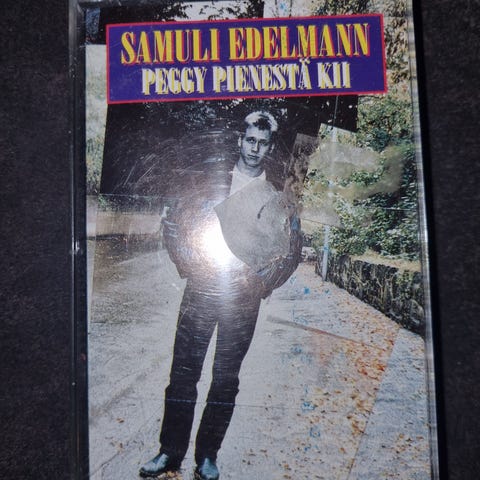 SAMULI EDELMANN
PEGGY PIENESTÄ KII